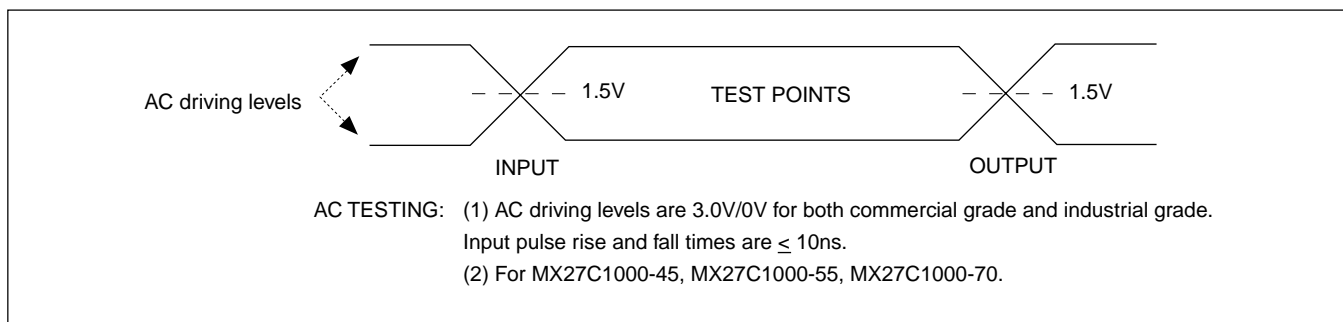 AC driving levels
1.5V
TEST POINTS
1.5V
INPUT
OUTPUT
AC TESTING: (1) AC driving levels are 3.0V/0V for both commercial grade and industrial grade.
Input pulse rise and fall times are ≤ 10ns.
(2) For MX27C1000-45, MX27C1000-55, MX27C1000-70.